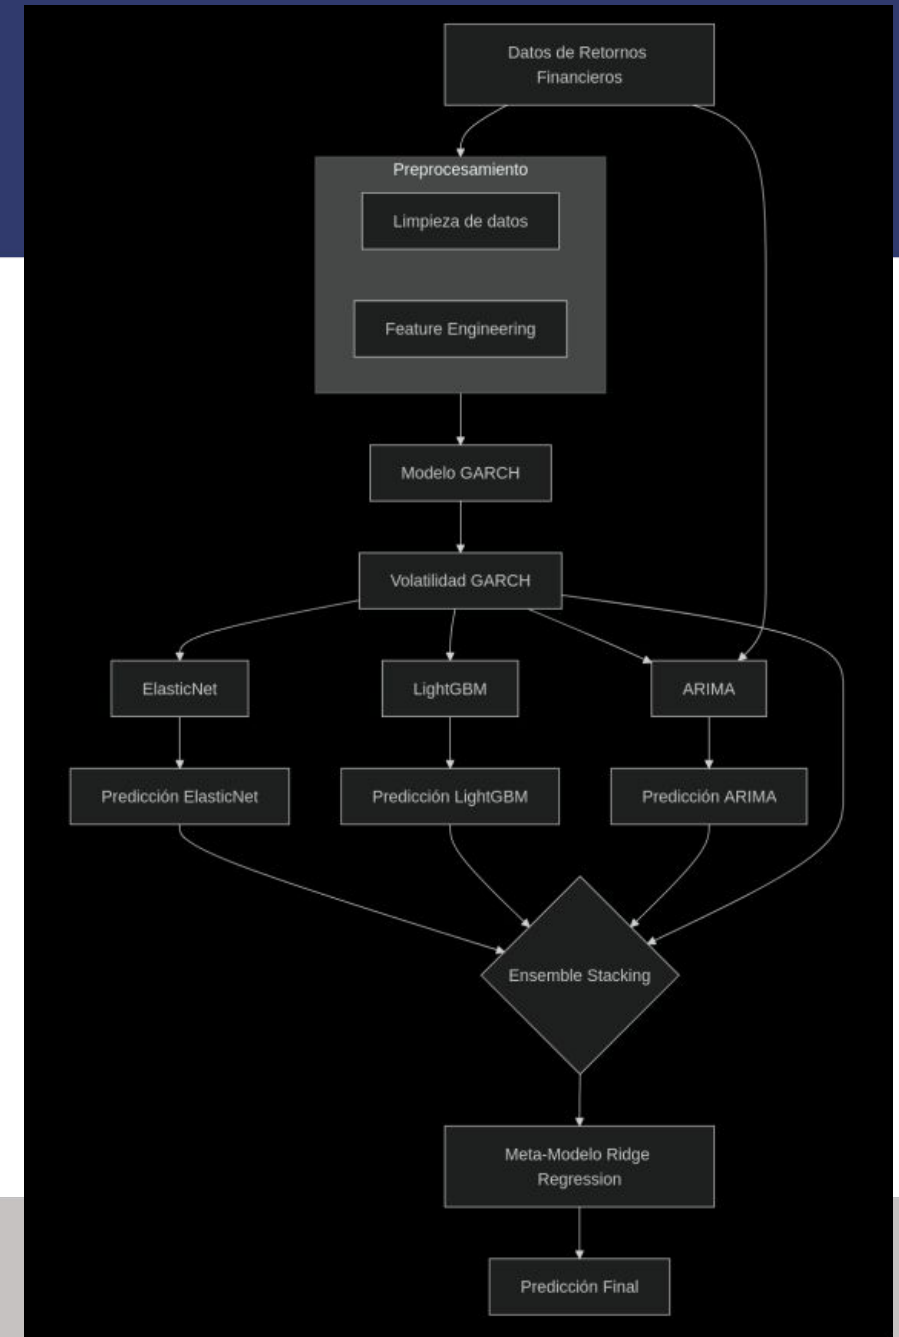 Datos de Retornos
Financieros
Preprocesamiento
Limpieza de datos
Feature Engineering
Modelo GARCH
Volatilidad GARCH
ElasticNet
LightGBM
ARIMA
Predicción ElasticNet
Predicción LightGBM
Predicción ARIMA
Ensemble Stacking
Meta-Modelo Ridge
Regression
Predicción Final